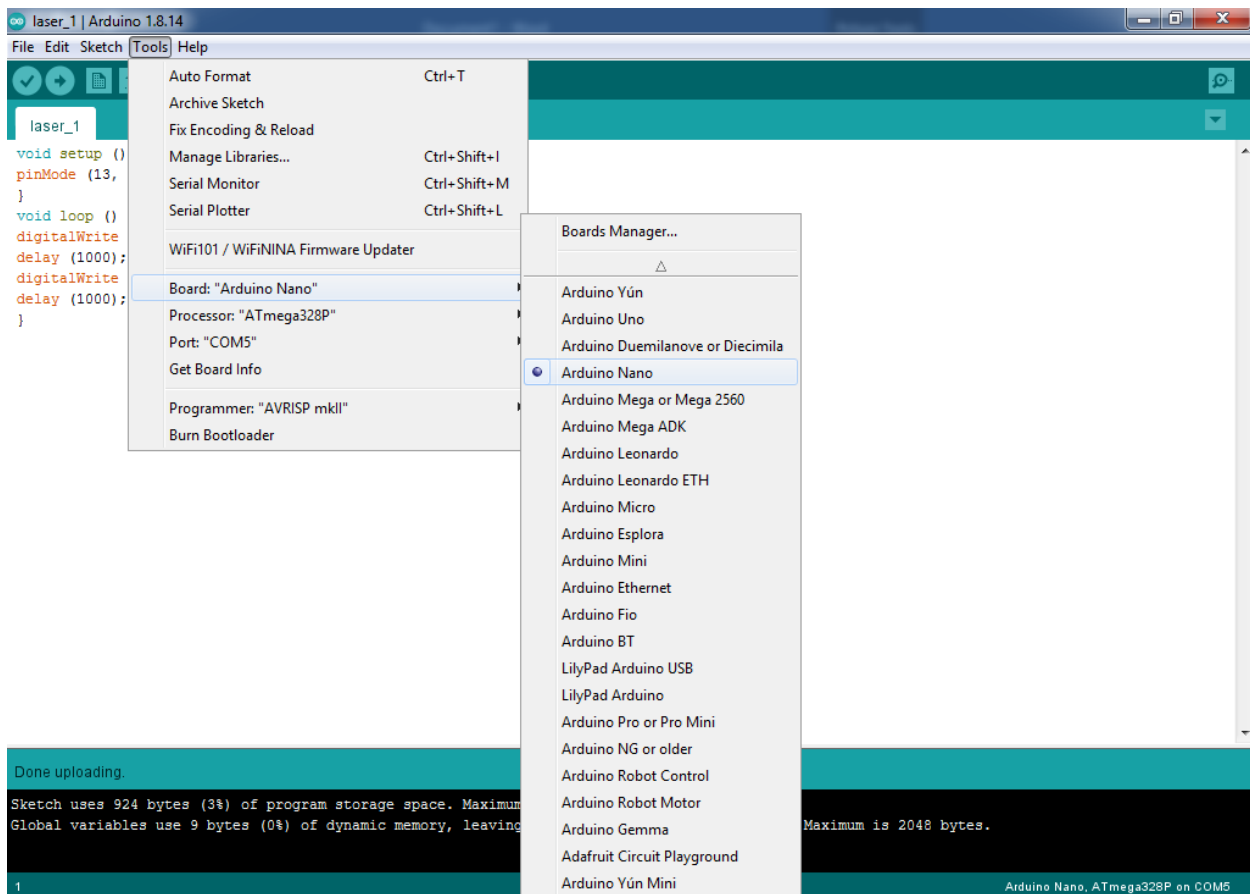 laser_1 | Arduino 1.8.14
File Edit Sketch Tools Help
laser_1
void setup ()
pinMode (13,
}
void loop ()
digitalWrite
delay (1000);
digitalWrite
delay (1000);
}
Auto Format Ctrl+T
Archive Sketch
Fix Encoding & Reload
Manage Libraries... Ctrl+Shift+I
Serial Monitor Ctrl+Shift+M
Serial Plotter Ctrl+Shift+L
WiFi101 / WiFiNINA Firmware Updater
Board: "Arduino Nano"
Processor: "ATmega328P"
Port: "COM5"
Get Board Info
Programmer: "AVRISP mkII"
Burn Bootloader
Boards Manager...
Arduino Yún
Arduino Uno
Arduino Duemilanove or Diecimila
Arduino Nano
Arduino Mega or Mega 2560
Arduino Mega ADK
Arduino Leonardo
Arduino Leonardo ETH
Arduino Micro
Arduino Esplora
Arduino Mini
Arduino Ethernet
Arduino Fio
Arduino BT
LilyPad Arduino USB
LilyPad Arduino
Arduino Pro or Pro Mini
Arduino NG or older
Arduino Robot Control
Arduino Robot Motor
Arduino Gemma
Adafruit Circuit Playground
Arduino Yún Mini
Done uploading.
Sketch uses 924 bytes (3%) of program storage space. Maximum
Global variables use 9 bytes (0%) of dynamic memory, leaving Maximum is 2048 bytes.
1 Arduino Nano, ATmega328P on COM5